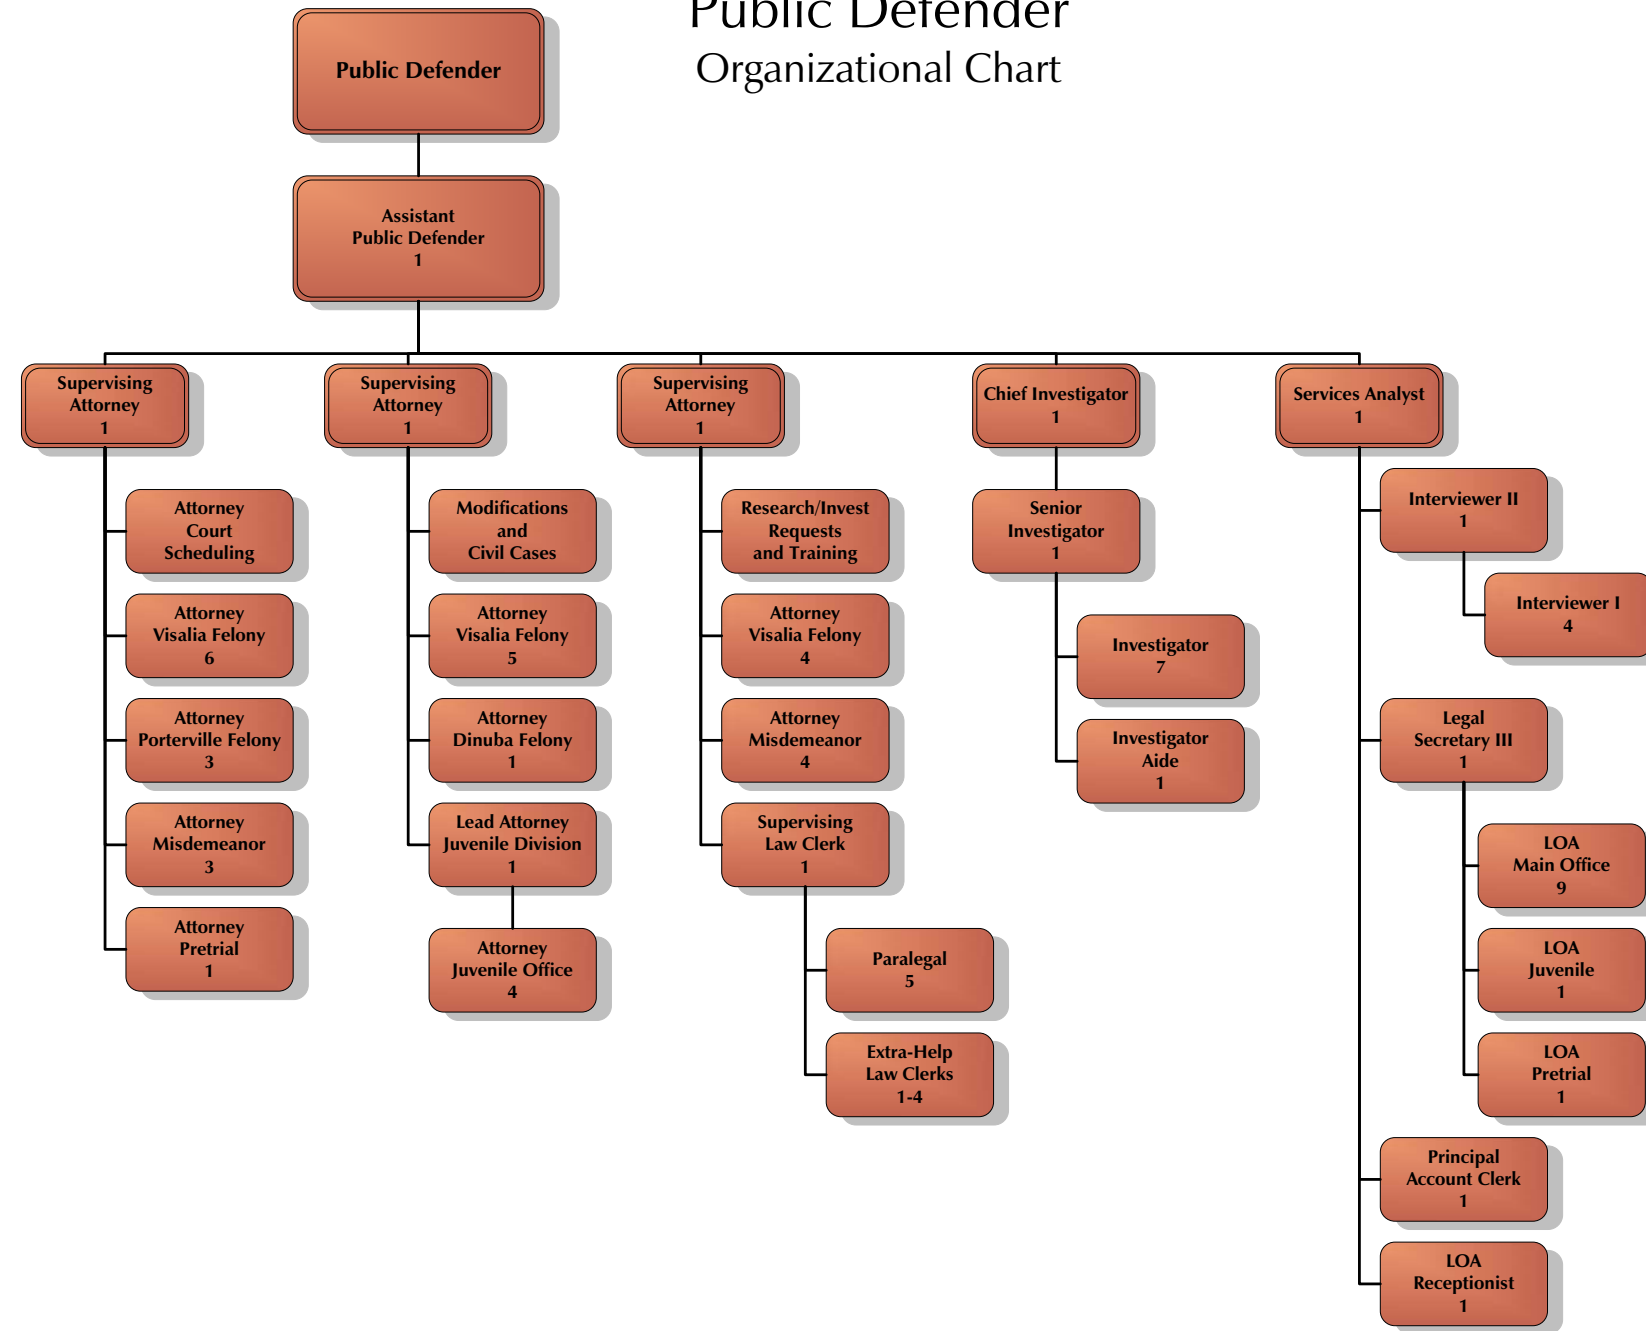 Public Defender
Organizational Chart
Public Defender
Assistant
Public Defender
1
Supervising
Attorney
1
Attorney
Court
Scheduling
Attorney
Visalia Felony
6
Attorney
Porterville Felony
3
Attorney
Misdemeanor
3
Attorney
Pretrial
1
Supervising
Attorney
1
Modifications
and
Civil Cases
Attorney
Visalia Felony
5
Attorney
Dinuba Felony
1
Lead Attorney
Juvenile Division
1
Attorney
Juvenile Office
4
Supervising
Attorney
1
Research/Invest
Requests
and Training
Attorney
Visalia Felony
4
Attorney
Misdemeanor
4
Supervising
Law Clerk
1
Paralegal
5
Extra-Help
Law Clerks
1-4
Chief Investigator
1
Senior
Investigator
1
Investigator
7
Investigator
Aide
1
Services Analyst
1
Interviewer II
1
Interviewer I
4
Legal
Secretary III
1
LOA
Main Office
9
LOA
Juvenile
1
LOA
Pretrial
1
Principal
Account Clerk
1
LOA
Receptionist
1